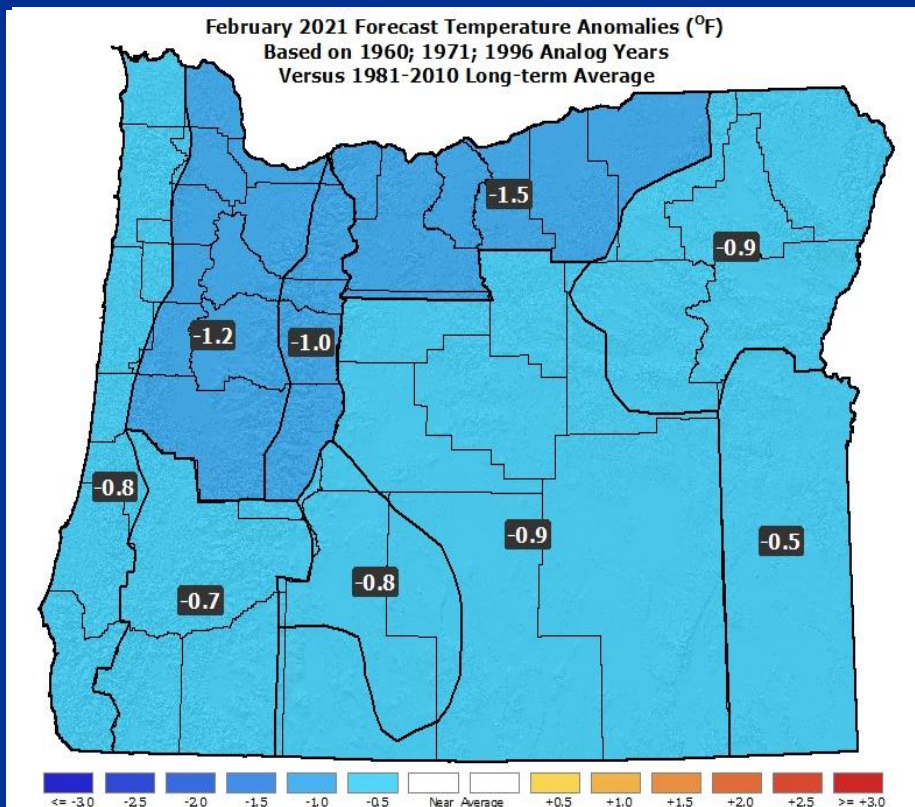 February 2021 Forecast Temperature Anomalies (°F)
Based on 1960; 1971; 1996 Analog Years
Versus 1981-2010 Long-term Average
-1.5
-0.9
-1.2
-1.0
-0.8
-0.9
-0.5
-0.8
-0.7
<= -3.0 -2.5 -2.0 -1.5 -1.0 -0.5 Near Average +0.5 +1.0 +1.5 +2.0 +2.5 >= +3.0